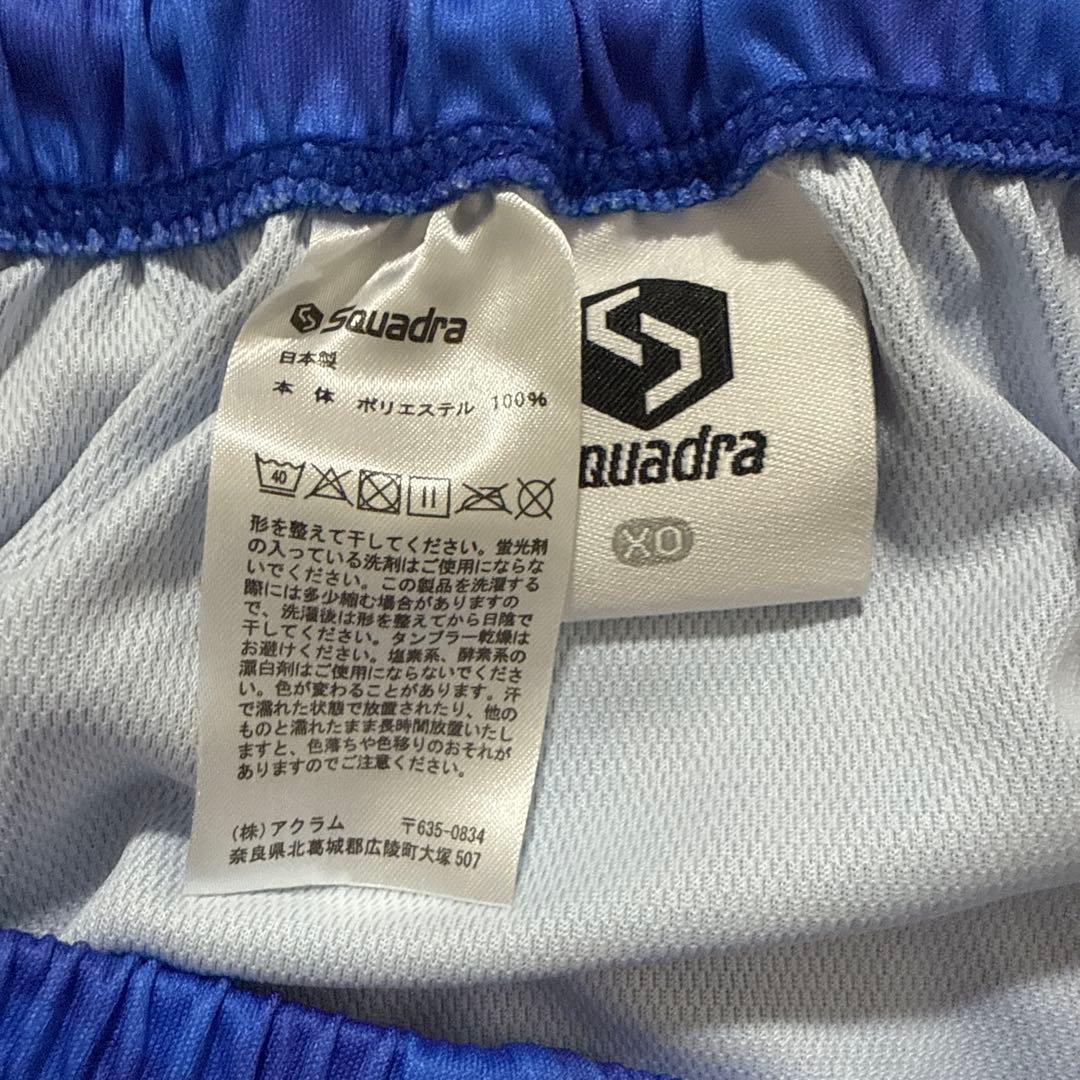 Squadra
日本製
本 体 ポリエステル 100%
40
形を整えて干してください。蛍光剤
の入っている洗剤はご使用にならな
いでください。この製品を洗濯する
際には多少縮む場合がありますの
で、洗濯後は形を整えてから日陰で
干してください。タンブラー乾燥は
お避けください。塩素系、酵素系の
漂白剤はご使用にならないでくださ
い。色が変わることがあります。汗
で濡れた状態で放置されたり、他の
ものと濡れたまま長時間放置いたし
ますと、色落ちや色移りのおそれが
ありますのでご注意ください。
(株)アクラム 〒635-0834
奈良県北葛城郡広陵町大塚507
quadra
XO